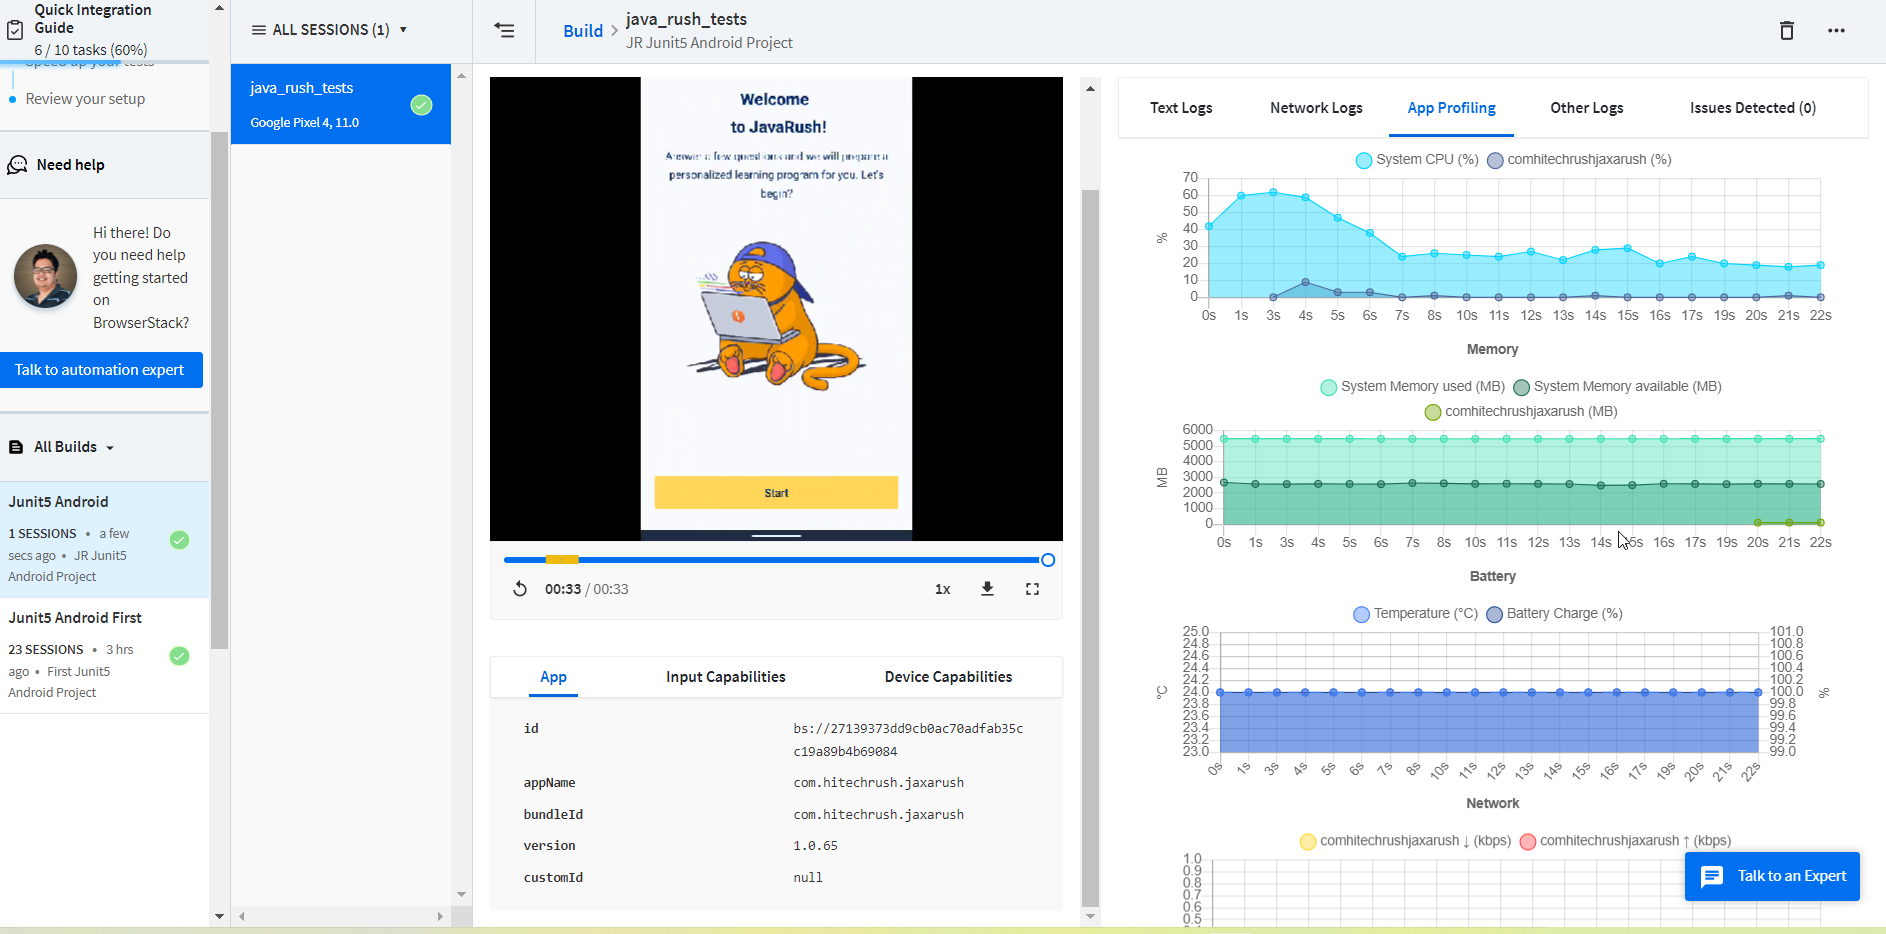 Quick Integration
Guide
6 / 10 tasks (60%)
Speed up your tests
Review your setup
Need help
Hi there! Do
you need help
getting started
on
BrowserStack?
Talk to automation expert
All Builds
Junit5 Android
1 SESSIONS • a few
secs ago • JR Junit5
Android Project
Junit5 Android First
23 SESSIONS • 3 hrs
ago • First Junit5
Android Project
ALL SESSIONS (1)
java_rush_tests
Google Pixel 4, 11.0
Build > java_rush_tests
JR Junit5 Android Project
Welcome
to JavaRush!
Answer a few questions and we will prepare a
personalized learning program for you. Let's
begin?
Start
00:33 / 00:33
1x
App Input Capabilities Device Capabilities
id bs://27139373dd9cb0ac70adfab35c
c19a89b4b69084
appName com.hitechrush.jaxarush
bundleId com.hitechrush.jaxarush
version 1.0.65
customId null
Text Logs Network Logs App Profiling Other Logs Issues Detected (0)
System CPU (%) comhitechrushjaxarush (%)
70
60
50
40
30
20
10
0
%
0s 1s 3s 4s 5s 6s 7s 8s 10s 11s 12s 13s 14s 15s 16s 17s 19s 20s 21s 22s
Memory
System Memory used (MB) System Memory available (MB)
comhitechrushjaxarush (MB)
6000
5000
4000
3000
2000
1000
0
MB
0s 1s 3s 4s 5s 6s 7s 8s 10s 11s 12s 13s 14s 15s 16s 17s 19s 20s 21s 22s
Battery
Temperature (°C) Battery Charge (%)
25.0 101.0
24.8 100.8
24.6 100.6
24.4 100.4
24.2 100.2
24.0 100.0
23.8 99.8
23.6 99.6
23.4 99.4
23.2 99.2
23.0 99.0
°C %
0s 1s 3s 4s 5s 6s 7s 8s 10s 11s 12s 13s 14s 15s 16s 17s 19s 20s 21s 22s
Network
comhitechrushjaxarush ↓ (kbps) comhitechrushjaxarush ↑ (kbps)
1.0
0.9
0.8
0.7
0.6
0.5
Talk to an Expert